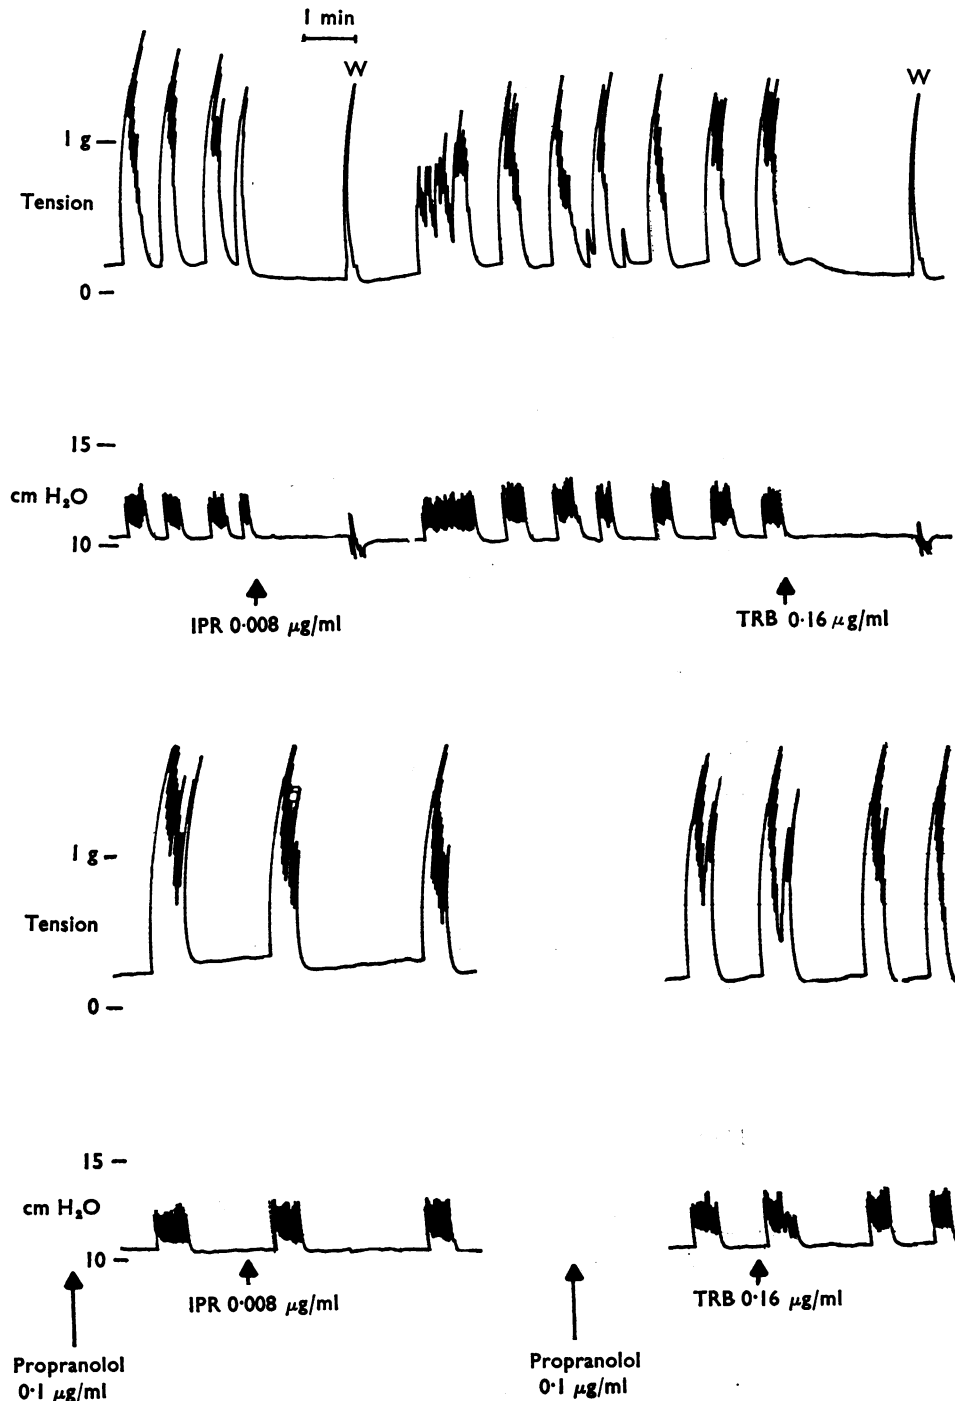 1 min
W
W
1 g
Tension
0
15
cm H₂O
10
IPR 0·008 μg/ml
TRB 0·16 μg/ml
1 g
Tension
0
15
cm H₂O
10
IPR 0·008 μg/ml
TRB 0·16 μg/ml
Propranolol
0·1 μg/ml
Propranolol
0·1 μg/ml